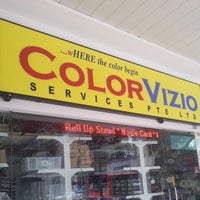 ...wHERE the color begin
COLORVIZIO
SERVICES PTE LTD
Roll Up Stand * Name Card *